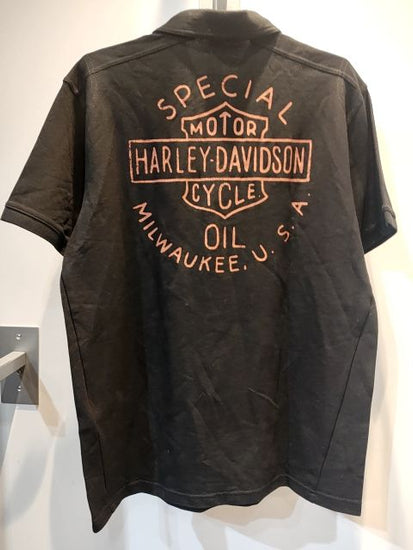 SPECIAL
MOTOR
HARLEY-DAVIDSON
CYCLE
OIL
MILWAUKEE, U.S.A.